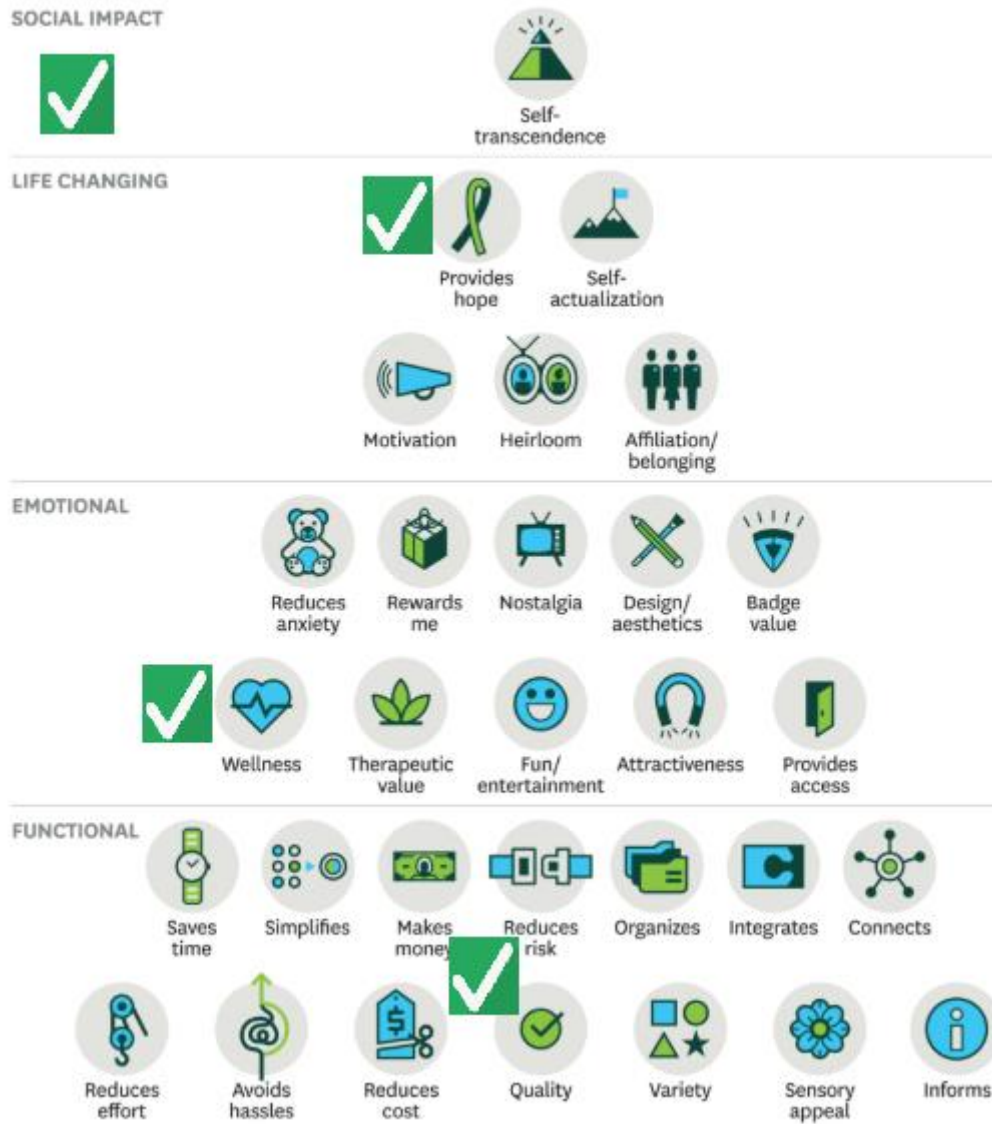 SOCIAL IMPACT
Self-
transcendence
LIFE CHANGING
Provides
hope
Self-
actualization
Motivation
Heirloom
Affiliation/
belonging
EMOTIONAL
Reduces
anxiety
Rewards
me
Nostalgia
Design/
aesthetics
Badge
value
Wellness
Therapeutic
value
Fun/
entertainment
Attractiveness
Provides
access
FUNCTIONAL
Saves
time
Simplifies
Makes
money
Reduces
risk
Organizes
Integrates
Connects
Reduces
effort
Avoids
hassles
$
Reduces
cost
Quality
Variety
Sensory
appeal
i
Informs